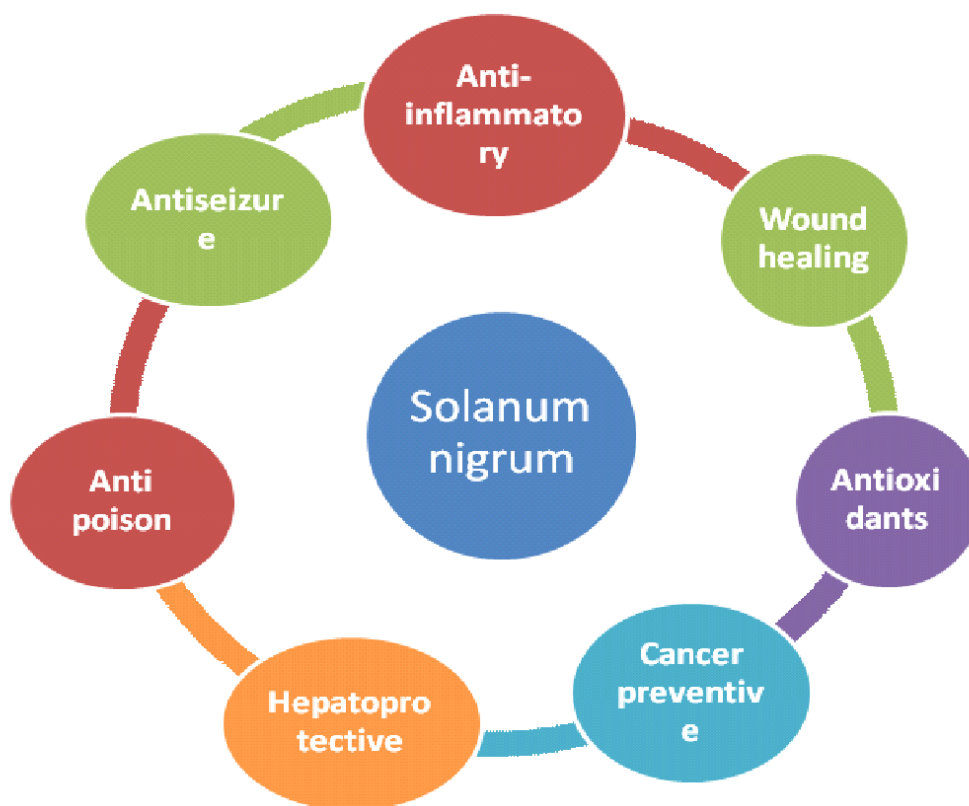 Anti-
inflammato
ry
Wound
healing
Antioxi
dants
Cancer
preventiv
e
Hepatopro
tective
Anti
poison
Antiseizur
e
Solanum
nigrum